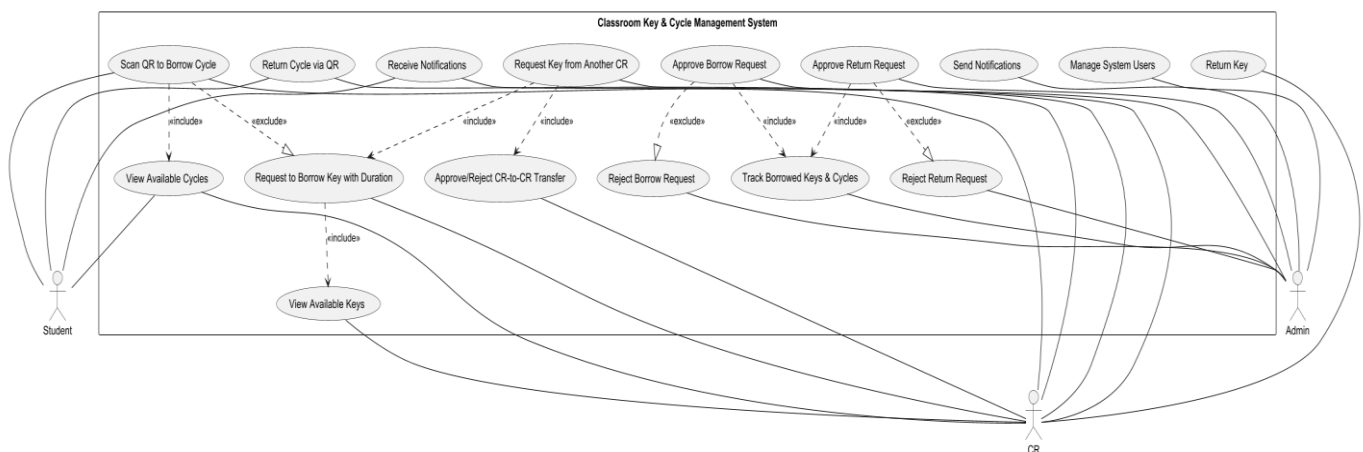 Classroom Key & Cycle Management System
Scan QR to Borrow Cycle
Return Cycle via QR
Receive Notifications
Request Key from Another CR
Approve Borrow Request
Approve Return Request
Send Notifications
Manage System Users
Return Key
«include»
«exclude»
«include»
«include»
«exclude»
«include»
«include»
«exclude»
View Available Cycles
Request to Borrow Key with Duration
Approve/Reject CR-to-CR Transfer
Reject Borrow Request
Track Borrowed Keys & Cycles
Reject Return Request
«include»
View Available Keys
Student
Admin
CR